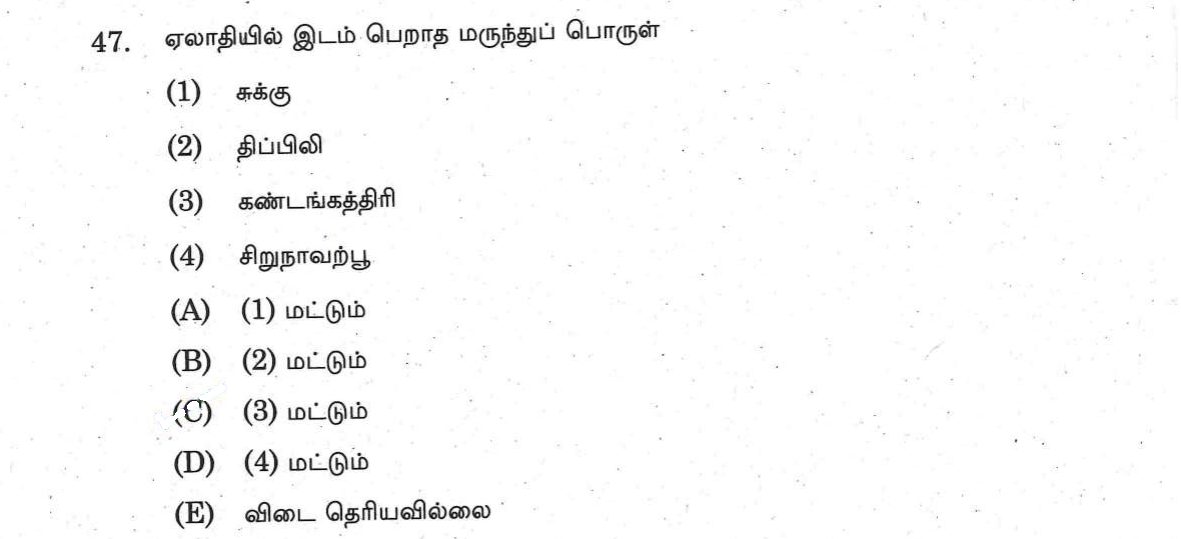 47. ஏலாதியில் இடம் பெறாத மருந்துப் பொருள்
(1) சுக்கு
(2) திப்பிலி
(3) கண்டங்கத்திரி
(4) சிறுநாவற்பூ
(A) (1) மட்டும்
(B) (2) மட்டும்
(C) (3) மட்டும்
(D) (4) மட்டும்
(E) விடை தெரியவில்லை